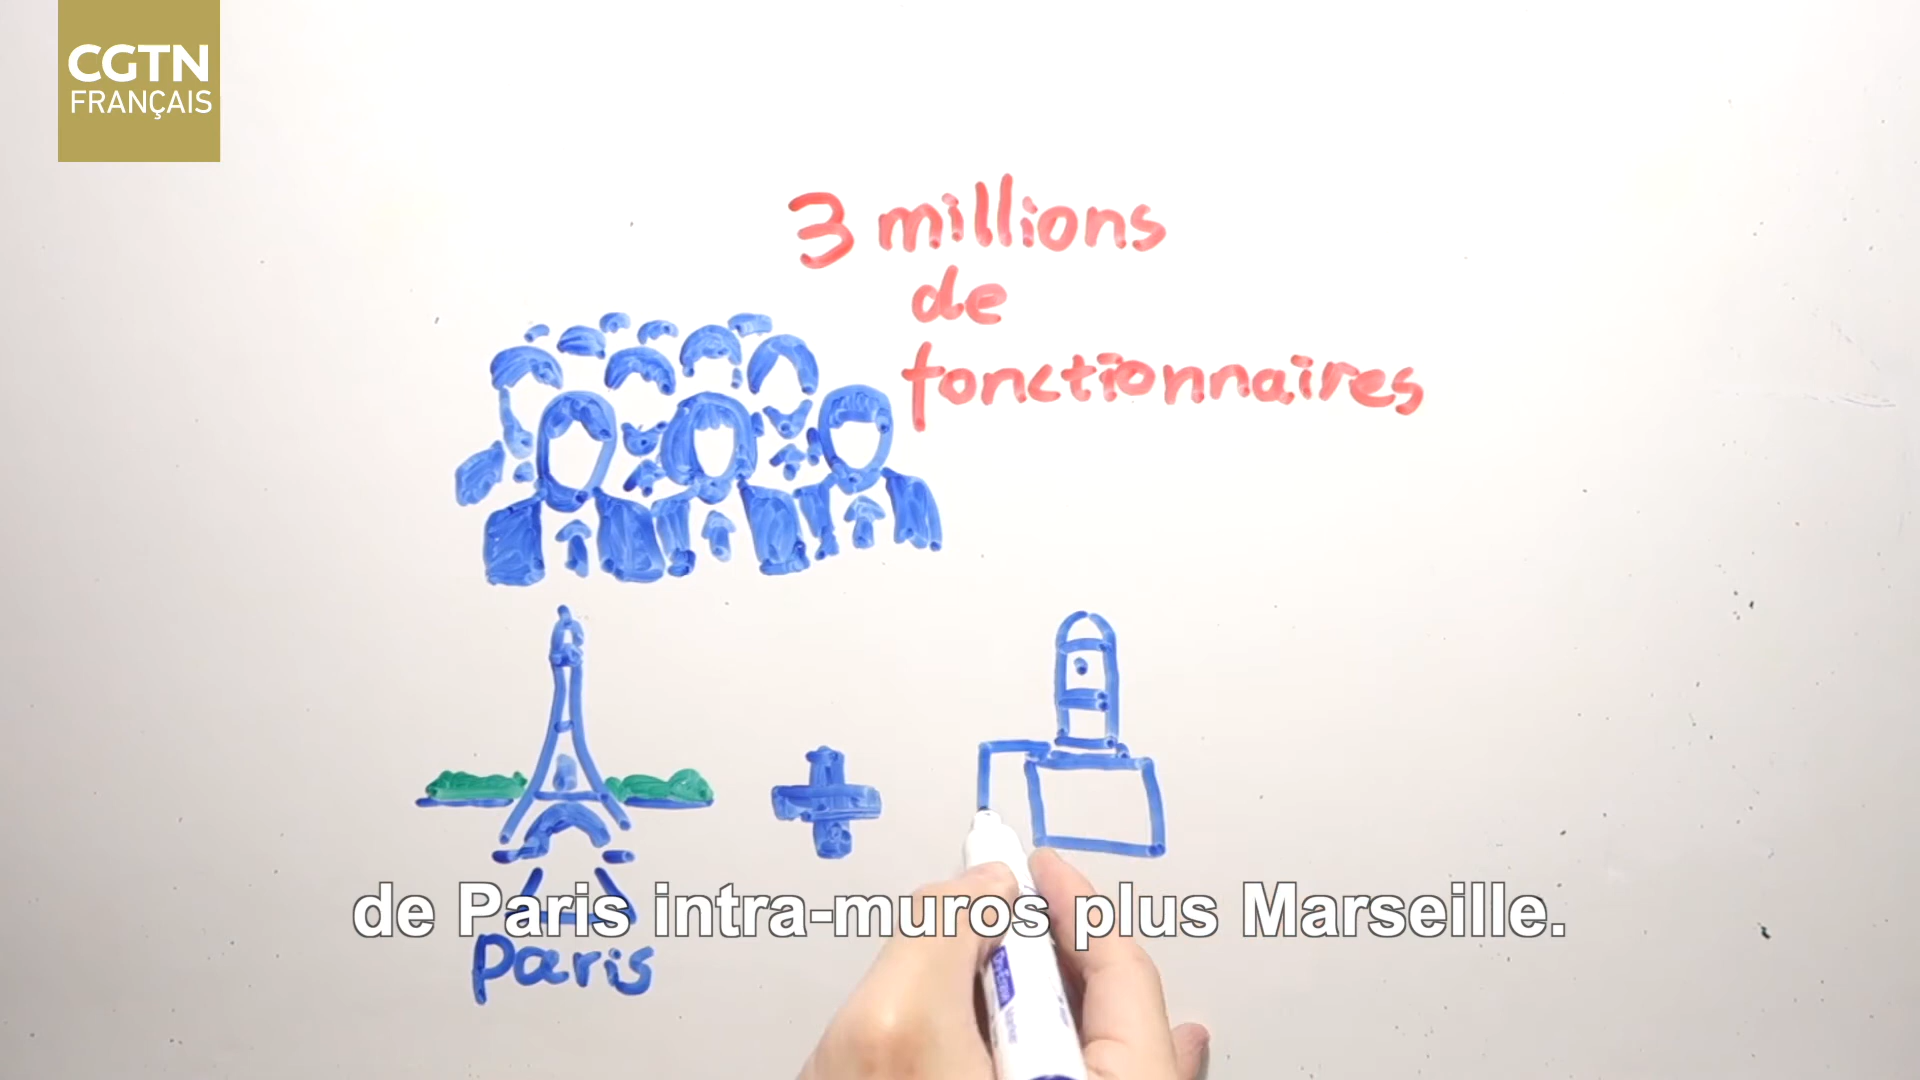 CGTN
FRANÇAIS
3 millions
de
fonctionnaires
de Paris intra-muros plus Marseille.
Paris